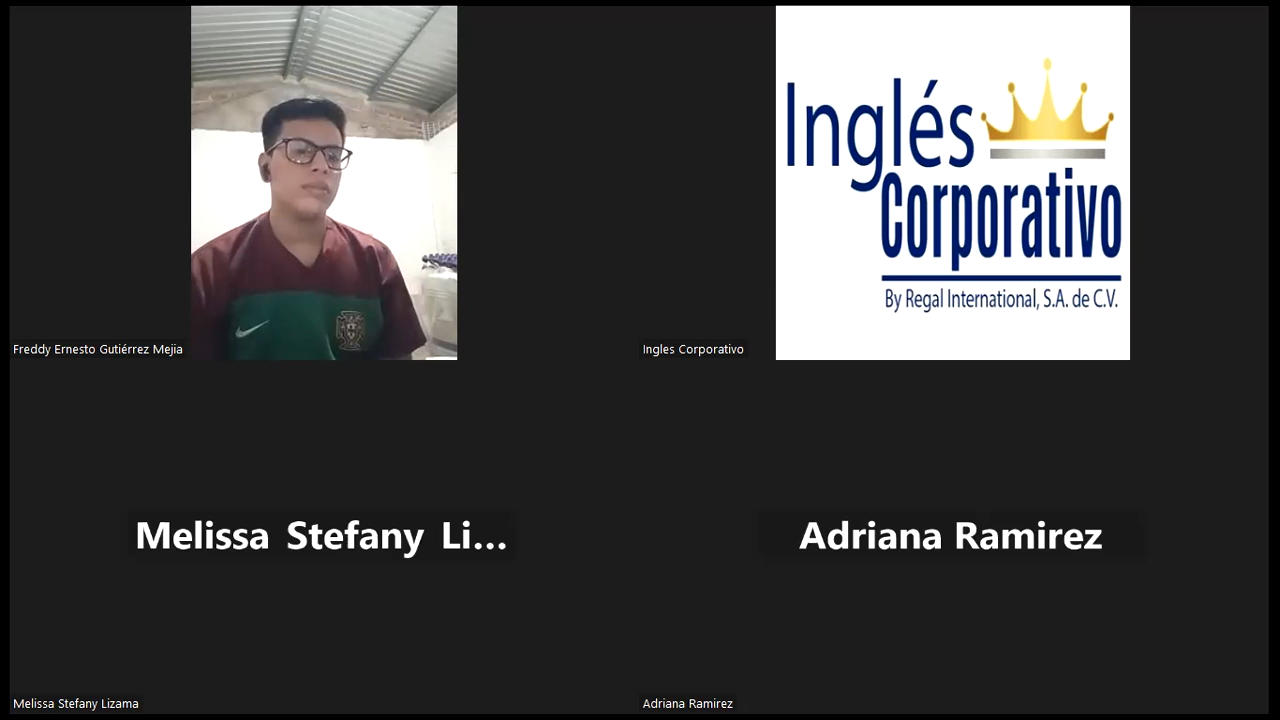 Inglés
Corporativo
By Regal International, S.A. de C.V.
Freddy Ernesto Gutiérrez Mejia
Ingles Corporativo
Melissa Stefany Li...
Adriana Ramirez
Melissa Stefany Lizama
Adriana Ramirez